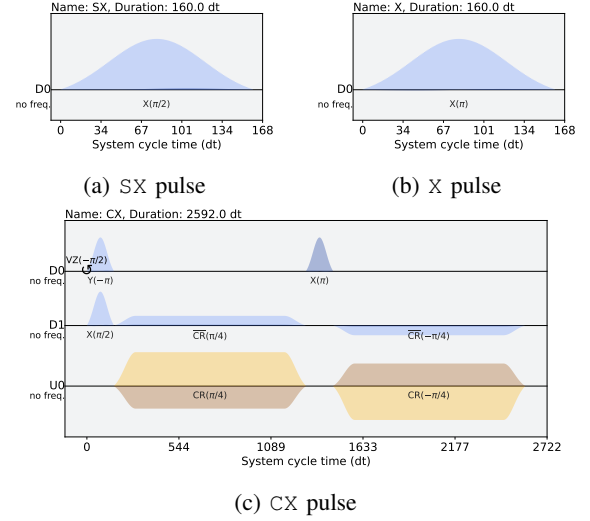 Name: SX, Duration: 160.0 dt
D0
no freq.
X(π/2)
0 34 67 101 134 168
System cycle time (dt)
(a) SX pulse
Name: X, Duration: 160.0 dt
D0
no freq.
X(π)
0 34 67 101 134 168
System cycle time (dt)
(b) X pulse
Name: CX, Duration: 2592.0 dt
VZ(−π/2)
D0
no freq.
Y(−π) X(π)
D1
no freq.
X(π/2) C̅R̅(π/4) C̅R̅(−π/4)
U0
no freq.
CR(π/4) CR(−π/4)
0 544 1089 1633 2177 2722
System cycle time (dt)
(c) CX pulse